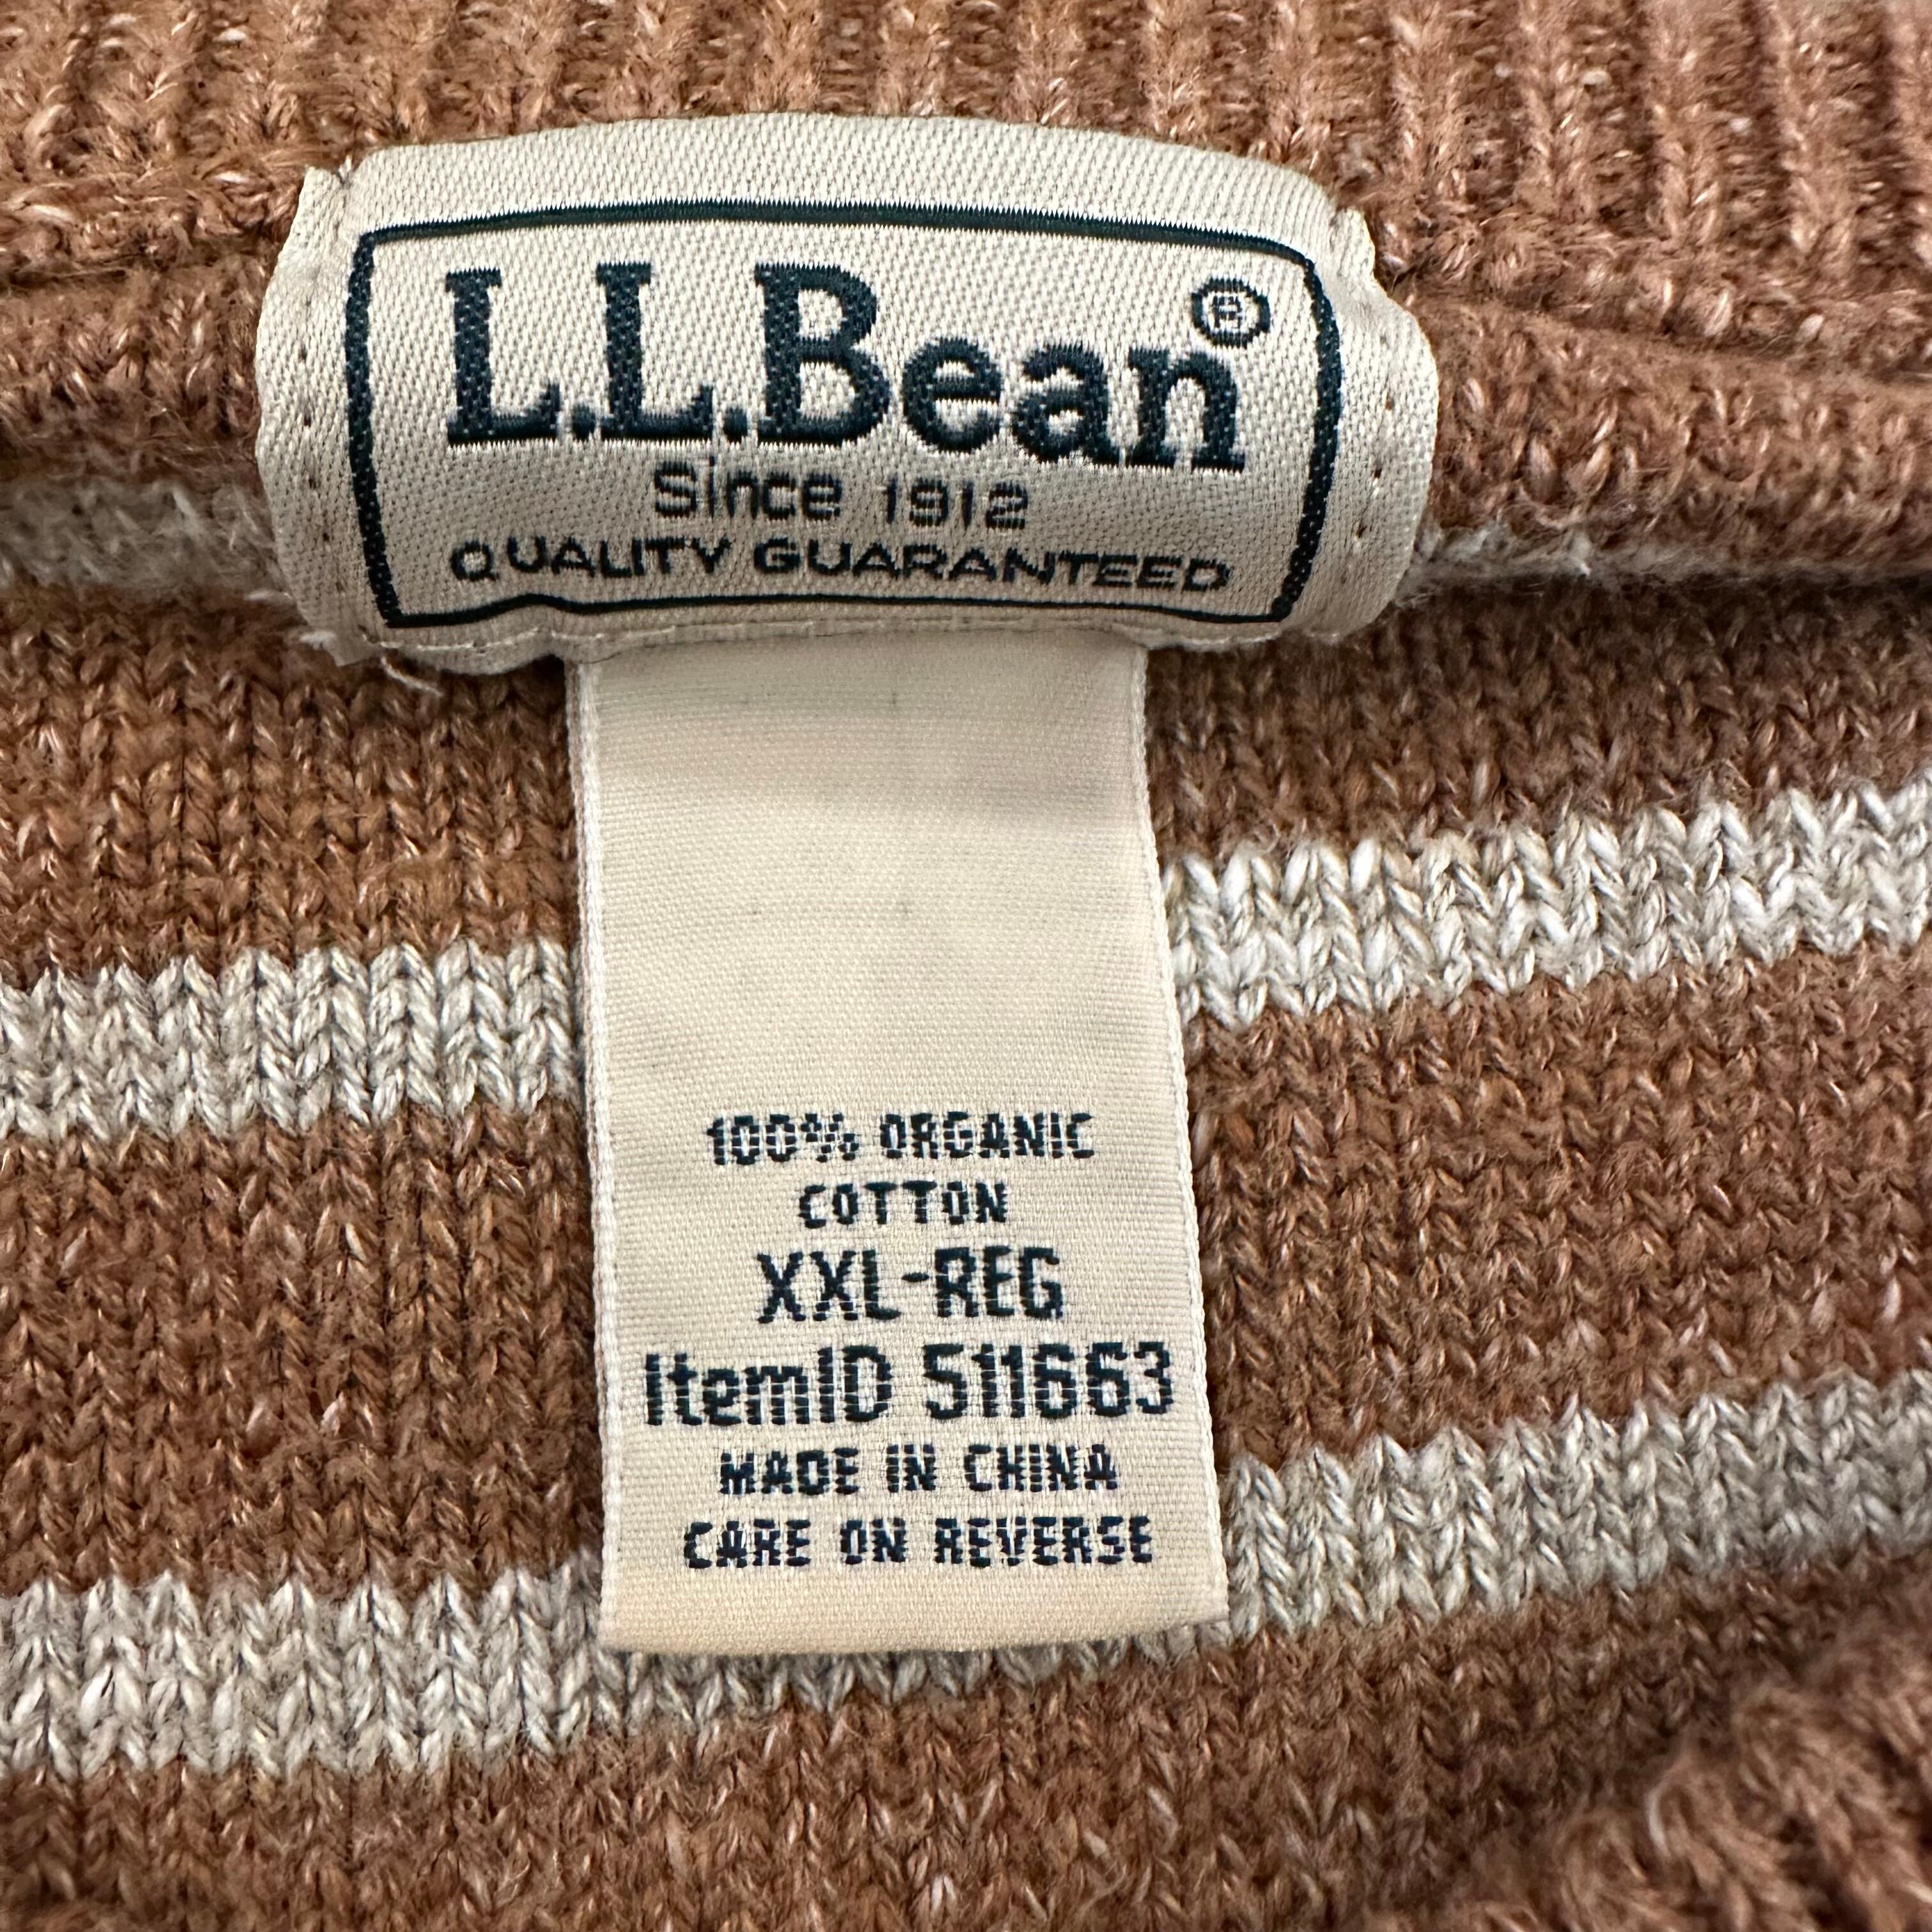 L.L.Bean®
Since 1912
QUALITY GUARANTEED
100% ORGANIC
COTTON
XXL-REG
ItemID 511663
MADE IN CHINA
CARE ON REVERSE